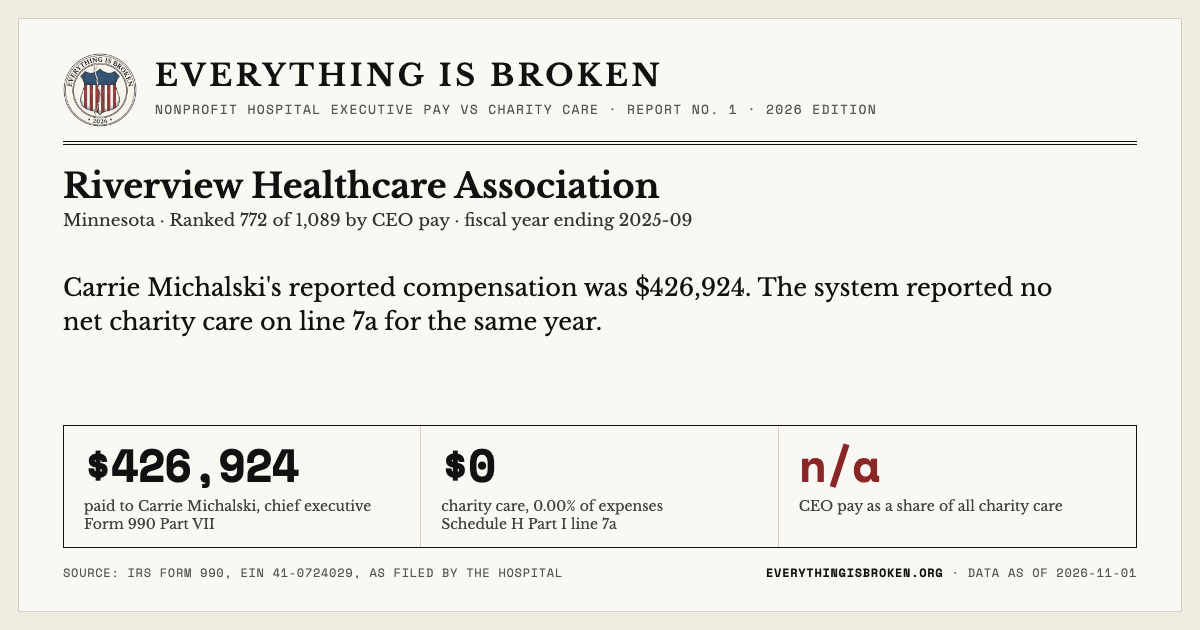 EVERYTHING IS BROKEN
2026
EVERYTHING IS BROKEN
NONPROFIT HOSPITAL EXECUTIVE PAY VS CHARITY CARE · REPORT NO. 1 · 2026 EDITION
Riverview Healthcare Association
Minnesota · Ranked 772 of 1,089 by CEO pay · fiscal year ending 2025-09
Carrie Michalski's reported compensation was $426,924. The system reported no
net charity care on line 7a for the same year.
$426,924
paid to Carrie Michalski, chief executive
Form 990 Part VII
$0
charity care, 0.00% of expenses
Schedule H Part I line 7a
n/a
CEO pay as a share of all charity care
SOURCE: IRS FORM 990, EIN 41-0724029, AS FILED BY THE HOSPITAL
EVERYTHINGISBROKEN.ORG · DATA AS OF 2026-11-01